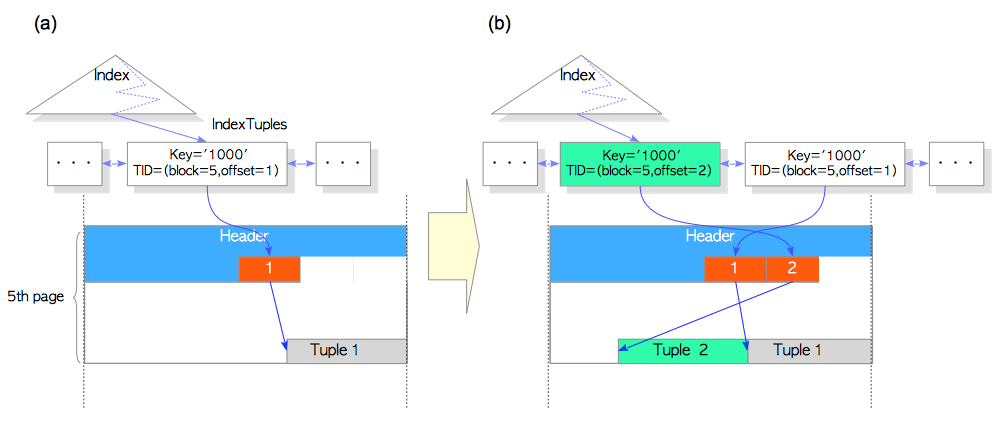 (a)
Index
IndexTuples
· · ·
Key='1000'
TID=(block=5,offset=1)
· · ·
Header
1
5th page
Tuple 1
(b)
Index
· · ·
Key='1000'
TID=(block=5,offset=2)
Key='1000'
TID=(block=5,offset=1)
· · ·
Header
1
2
Tuple 2
Tuple 1